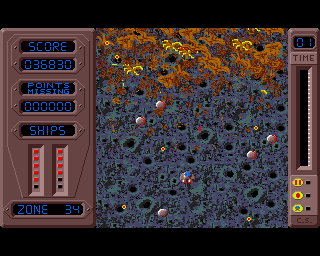 SCORE
036830
POINTS
MISSING
000000
SHIPS
ZONE 34
01
TIME
C.S.